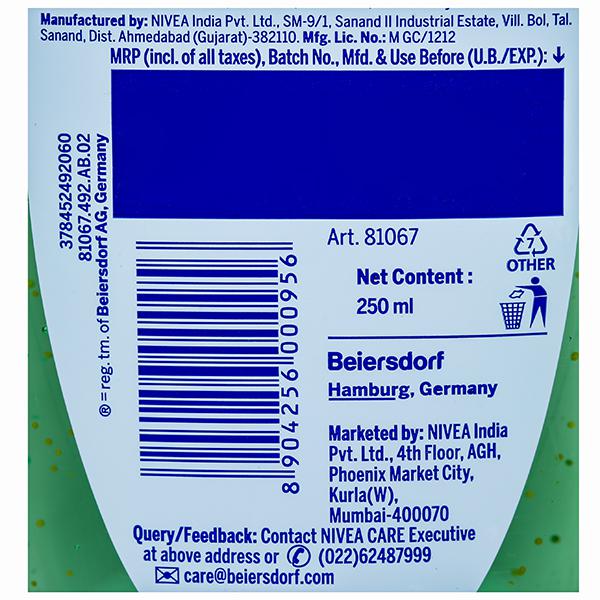 Manufactured by: NIVEA India Pvt. Ltd., SM-9/1, Sanand II Industrial Estate, Vill. Bol, Tal.
Sanand, Dist. Ahmedabad (Gujarat)-382110. Mfg. Lic. No.: M GC/1212
MRP (incl. of all taxes), Batch No., Mfd. & Use Before (U.B./EXP.): ↓
378452492060
81067.492.AB.02
® = reg. tm. of Beiersdorf AG, Germany
8 904256 000956
Art. 81067
7
OTHER
Net Content :
250 ml
Beiersdorf
Hamburg, Germany
Marketed by: NIVEA India
Pvt. Ltd., 4th Floor, AGH,
Phoenix Market City,
Kurla(W),
Mumbai-400070
Query/Feedback: Contact NIVEA CARE Executive
at above address or ✆ (022)62487999
✉ care@beiersdorf.com